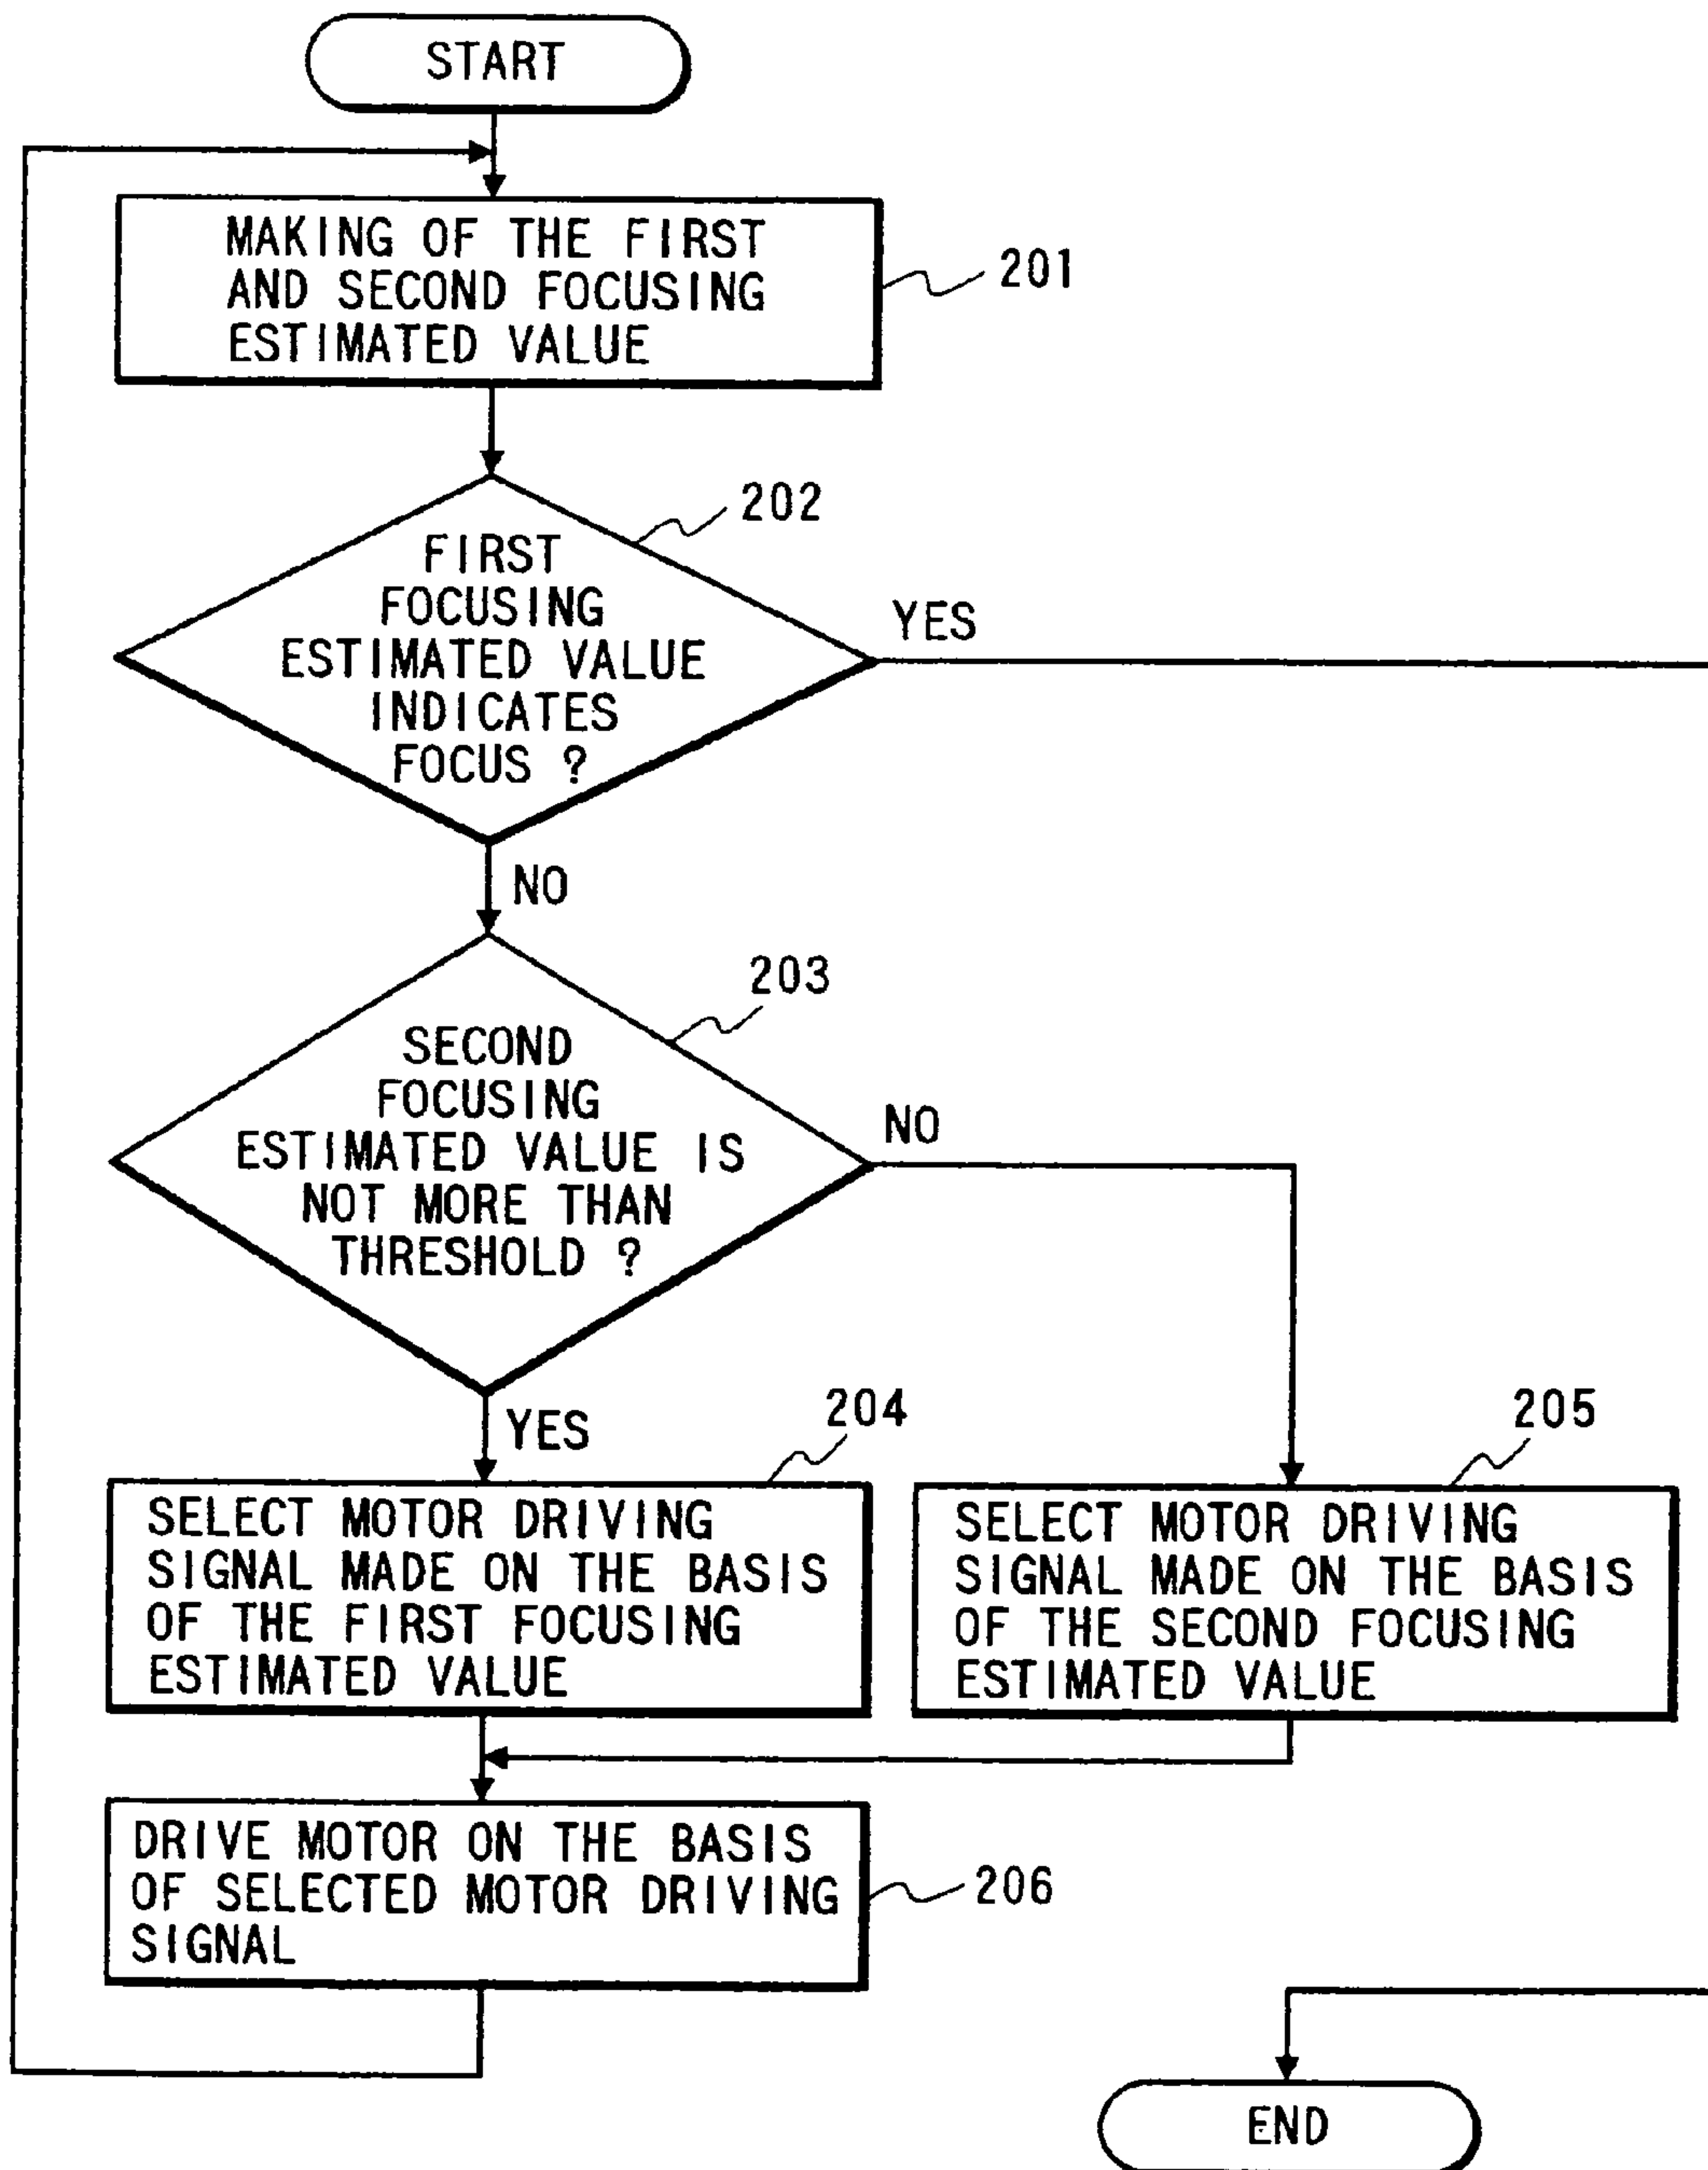 START
MAKING OF THE FIRST
AND SECOND FOCUSING
ESTIMATED VALUE
201
202
FIRST
FOCUSING
ESTIMATED VALUE
INDICATES
FOCUS ?
YES
NO
203
SECOND
FOCUSING
ESTIMATED VALUE IS
NOT MORE THAN
THRESHOLD ?
NO
YES
204
SELECT MOTOR DRIVING
SIGNAL MADE ON THE BASIS
OF THE FIRST FOCUSING
ESTIMATED VALUE
205
SELECT MOTOR DRIVING
SIGNAL MADE ON THE BASIS
OF THE SECOND FOCUSING
ESTIMATED VALUE
DRIVE MOTOR ON THE BASIS
OF SELECTED MOTOR DRIVING
SIGNAL
206
END